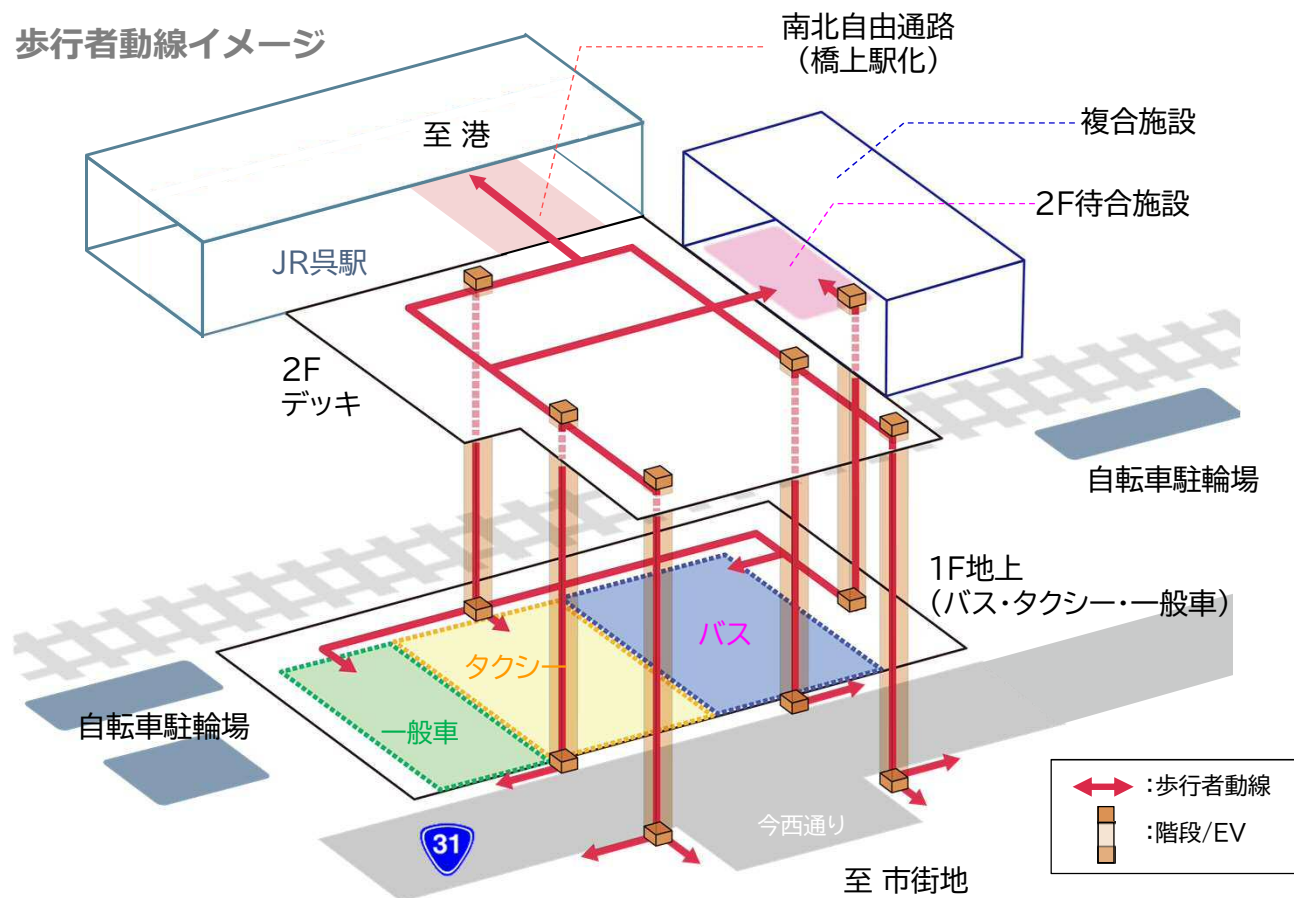 歩行者動線イメージ
南北自由通路
（橋上駅化）
至 港
複合施設
2F待合施設
JR呉駅
2F
デッキ
自転車駐輪場
1F地上
（バス・タクシー・一般車）
バス
タクシー
一般車
自転車駐輪場
31
今西通り
至 市街地
：歩行者動線
：階段/EV